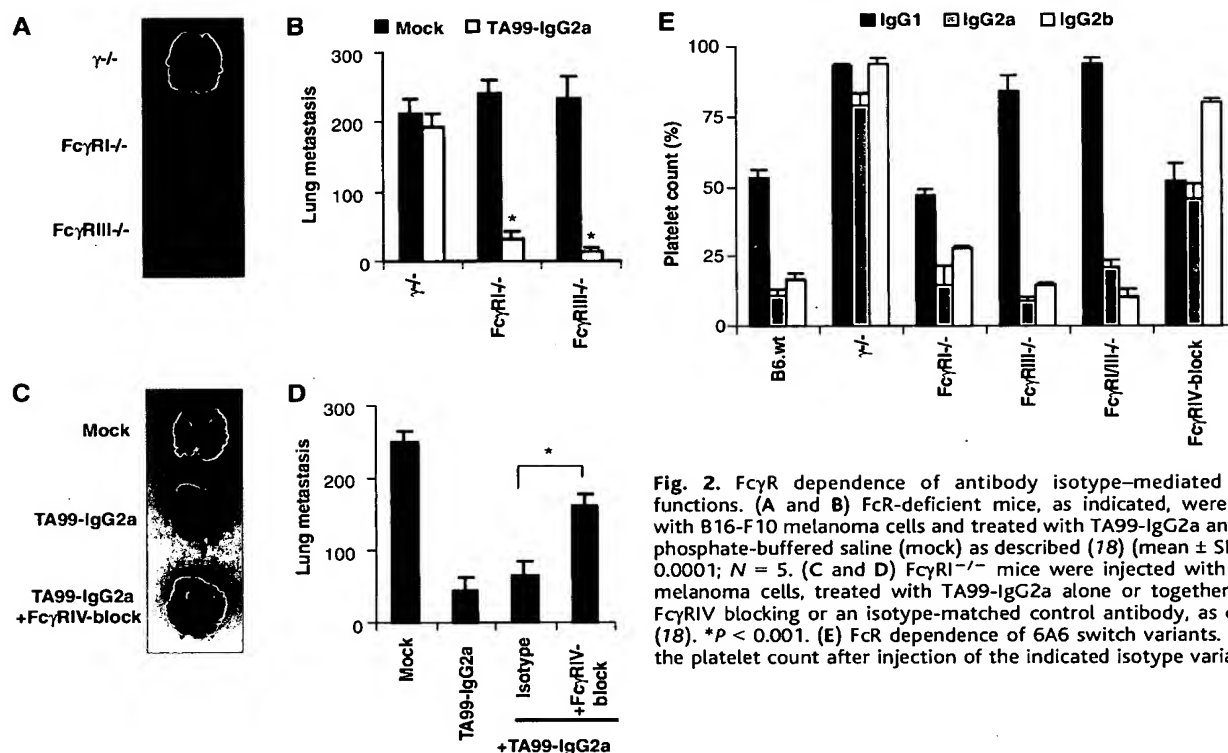 A
γ-/-
FcγRI-/-
FcγRIII-/-
B
Mock
TA99-IgG2a
Lung metastasis
300
200
100
0
*
*
γ-/-
FcγRI-/-
FcγRIII-/-
C
Mock
TA99-IgG2a
TA99-IgG2a
+FcγRIV-block
D
Lung metastasis
300
200
100
0
*
Mock
TA99-IgG2a
Isotype
+FcγRIV-
block
+TA99-IgG2a
E
IgG1
IgG2a
IgG2b
Platelet count (%)
100
75
50
25
0
B6.wt
γ-/-
FcγRI-/-
FcγRIII-/-
FcγRI/III-/-
FcγRIV-block
Fig. 2. FcγR dependence of antibody isotype–mediated
functions. (A and B) FcR-deficient mice, as indicated, were
with B16-F10 melanoma cells and treated with TA99-IgG2a an
phosphate-buffered saline (mock) as described (18) (mean ±
0.0001; N = 5. (C and D) FcγRI−/− mice were injected with
melanoma cells, treated with TA99-IgG2a alone or together
FcγRIV blocking or an isotype-matched control antibody, as
(18). *P < 0.001. (E) FcR dependence of 6A6 switch variants.
the platelet count after injection of the indicated isotype